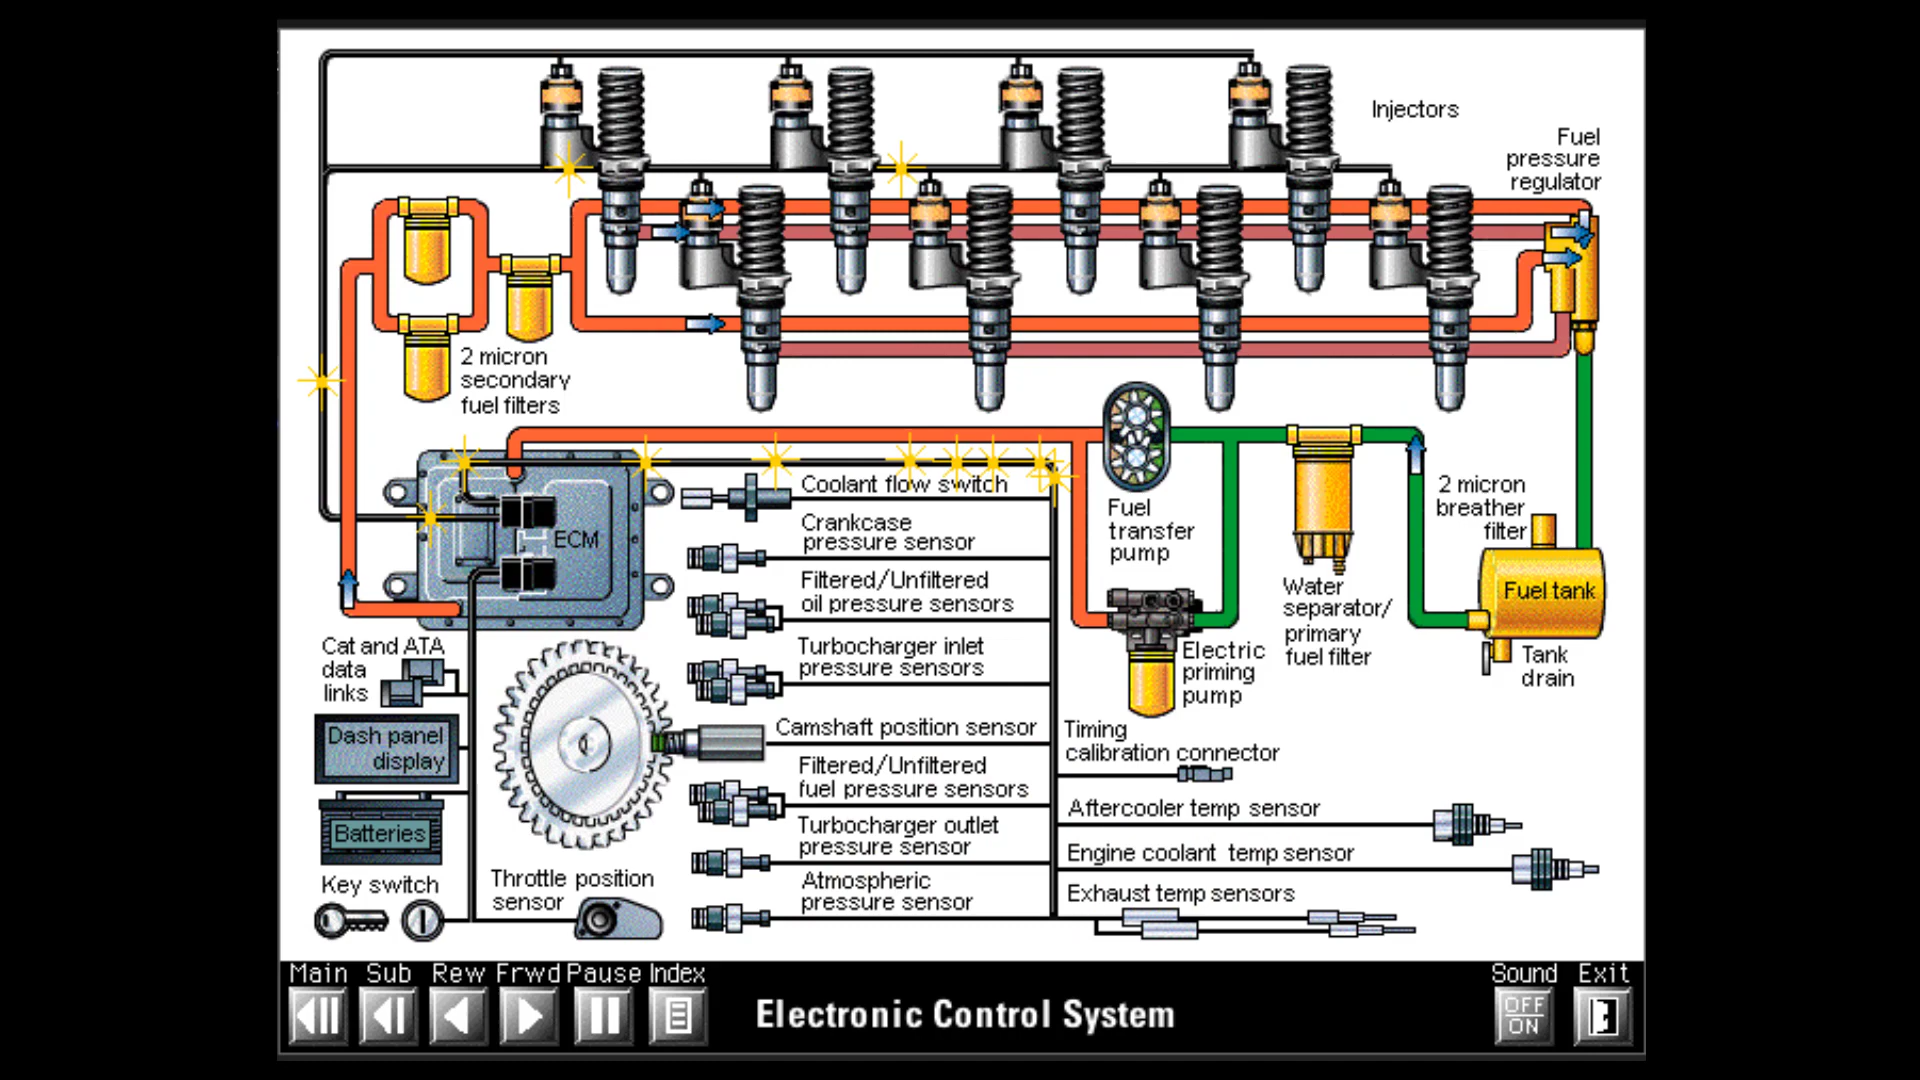 Injectors
Fuel
pressure
regulator
2 micron
secondary
fuel filters
ECM
Coolant flow switch
Crankcase
pressure sensor
Filtered/Unfiltered
oil pressure sensors
Turbocharger inlet
pressure sensors
Camshaft position sensor
Filtered/Unfiltered
fuel pressure sensors
Turbocharger outlet
pressure sensor
Atmospheric
pressure sensor
Fuel
transfer
pump
Electric
priming
pump
Water
separator/
primary
fuel filter
2 micron
breather
filter
Fuel tank
Tank
drain
Cat and ATA
data
links
Dash panel
display
Batteries
Key switch
Throttle position
sensor
Timing
calibration connector
Aftercooler temp sensor
Engine coolant temp sensor
Exhaust temp sensors
Main Sub Rew Frwd Pause Index
Sound Exit
Electronic Control System
OFF
ON